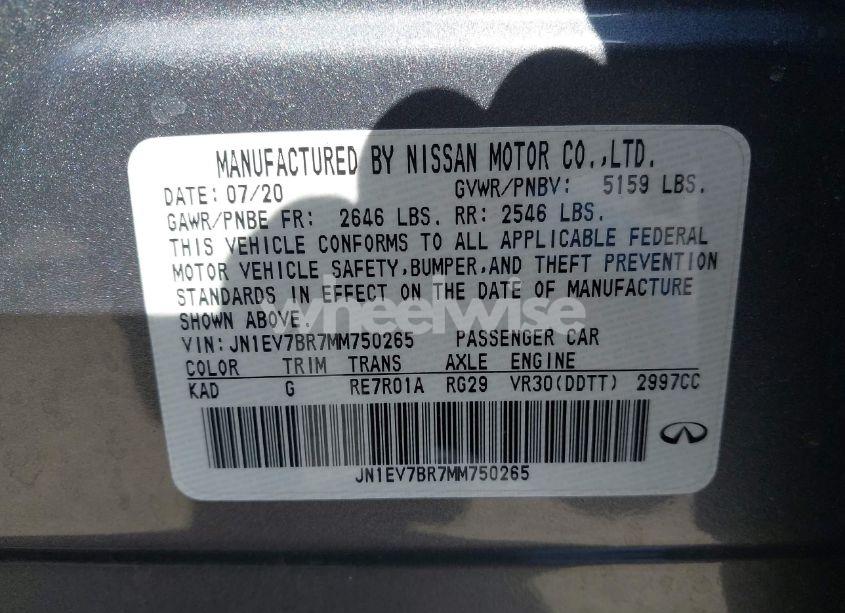 MANUFACTURED BY NISSAN MOTOR CO.,LTD.
DATE: 07/20 GVWR/PNBV: 5159 LBS.
GAWR/PNBE FR: 2646 LBS. RR: 2546 LBS.
THIS VEHICLE CONFORMS TO ALL APPLICABLE FEDERAL
MOTOR VEHICLE SAFETY,BUMPER,AND THEFT PREVENTION
STANDARDS IN EFFECT ON THE DATE OF MANUFACTURE
SHOWN ABOVE.
wheelwise
VIN:JN1EV7BR7MM750265 PASSENGER CAR
COLOR TRIM TRANS AXLE ENGINE
KAD G RE7R01A RG29 VR30(DDTT) 2997CC
JN1EV7BR7MM750265